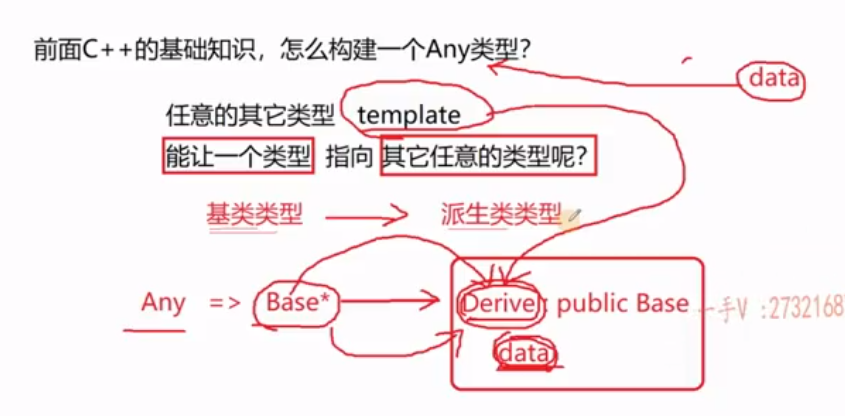 前面C++的基础知识，怎么构建一个Any类型？
data
任意的其它类型 template
能让一个类型 指向 其它任意的类型呢？
基类类型 派生类类型
Any => Base* Derive : public Base
一手V :2732168
data